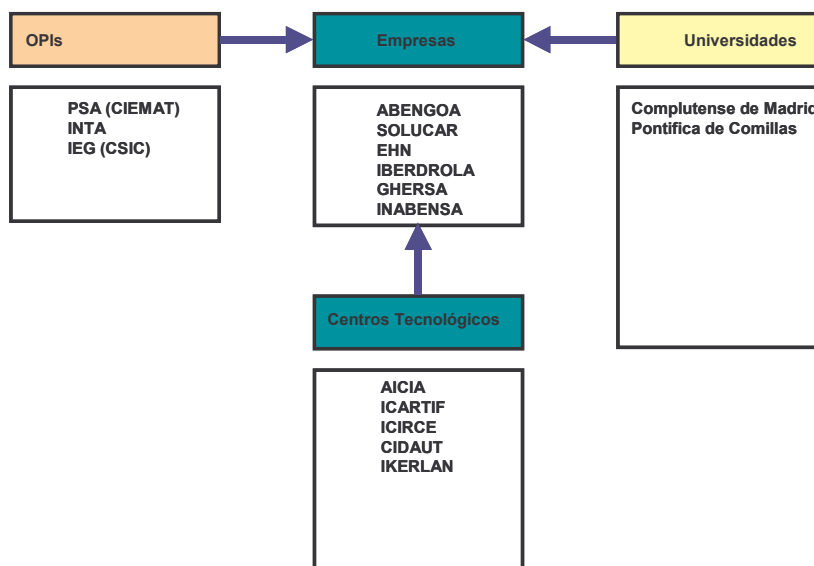 OPIs
Empresas
Universidades
PSA (CIEMAT)
INTA
IEG (CSIC)
ABENGOA
SOLUCAR
EHN
IBERDROLA
GHERSA
INABENSA
Complutense de Madrid
Pontifica de Comillas
Centros Tecnológicos
AICIA
ICARTIF
ICIRCE
CIDAUT
IKERLAN